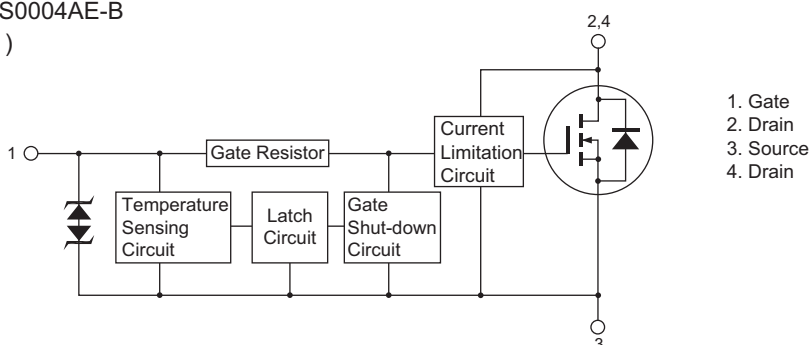 S0004AE-B
)
2,4
1
Gate Resistor
Current
Limitation
Circuit
Temperature
Sensing
Circuit
Latch
Circuit
Gate
Shut-down
Circuit
3
1. Gate
2. Drain
3. Source
4. Drain